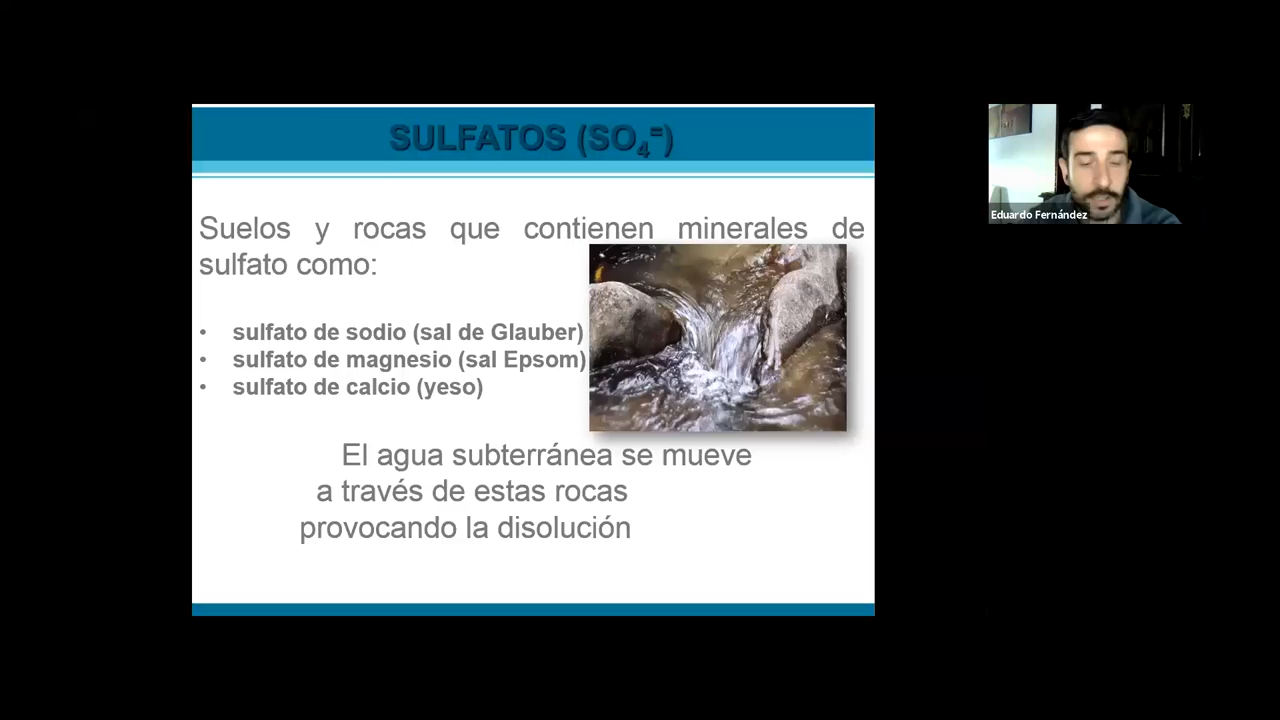 SULFATOS (SO₄⁼)
Suelos y rocas que contienen minerales de
sulfato como:
• sulfato de sodio (sal de Glauber)
• sulfato de magnesio (sal Epsom)
• sulfato de calcio (yeso)
El agua subterránea se mueve
a través de estas rocas
provocando la disolución
Eduardo Fernández